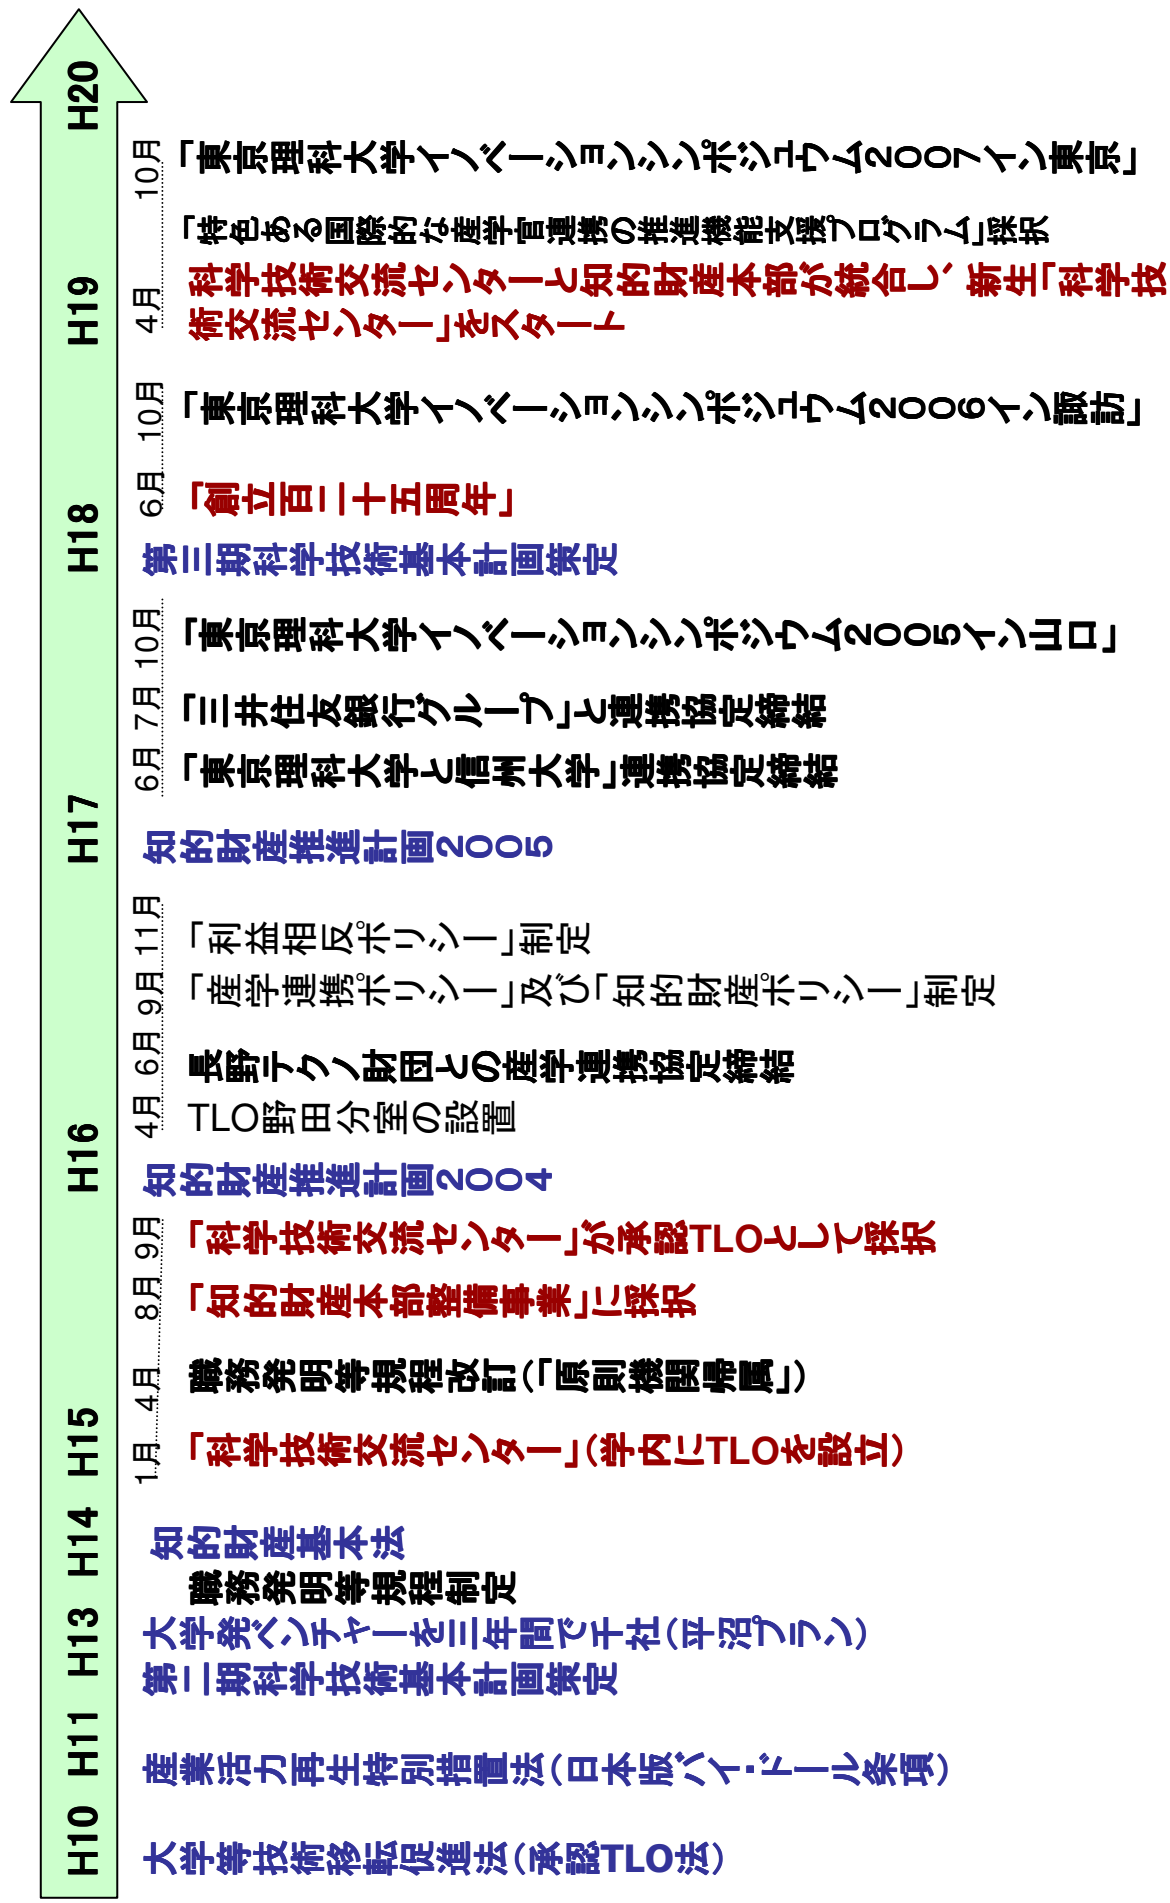 H10
大学等技術移転促進法(承認TLO法)
H11
産業活力再生特別措置法(日本版バイ・ドール条項)
H13
第二期科学技術基本計画策定
大学発ベンチャーを三年間で千社(平沼プラン)
職務発明等規程制定
H14
知的財産基本法
H15
1月
「科学技術交流センター」(学内にTLOを設立)
4月
職務発明等規程改訂(「原則機関帰属」)
8月
「知的財産本部整備事業」に採択
9月
「科学技術交流センター」が承認TLOとして採択
H16
知的財産推進計画2004
4月
TLO野田分室の設置
6月
長野テクノ財団との産学連携協定締結
9月
「産学連携ポリシー」及び「知的財産ポリシー」制定
11月
「利益相反ポリシー」制定
H17
知的財産推進計画2005
6月
「東京理科大学と信州大学」連携協定締結
7月
「三井住友銀行グループ」と連携協定締結
10月
「東京理科大学イノベーションシンポジウム2005イン山口」
H18
第三期科学技術基本計画策定
6月
「創立百二十五周年」
10月
「東京理科大学イノベーションシンポジュウム2006イン諏訪」
H19
4月
科学技術交流センターと知的財産本部が統合し、新生「科学技
術交流センター」をスタート
「特色ある国際的な産学官連携の推進機能支援プログラム」採択
10月
「東京理科大学イノベーションシンポジュウム2007イン東京」
H20